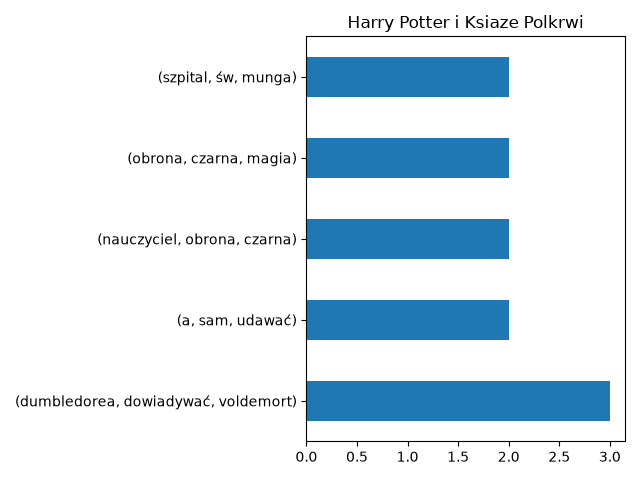 Harry Potter i Ksiaze Polkrwi
(szpital, św, munga)
(obrona, czarna, magia)
(nauczyciel, obrona, czarna)
(a, sam, udawać)
(dumbledorea, dowiadywać, voldemort)
0.0 0.5 1.0 1.5 2.0 2.5 3.0